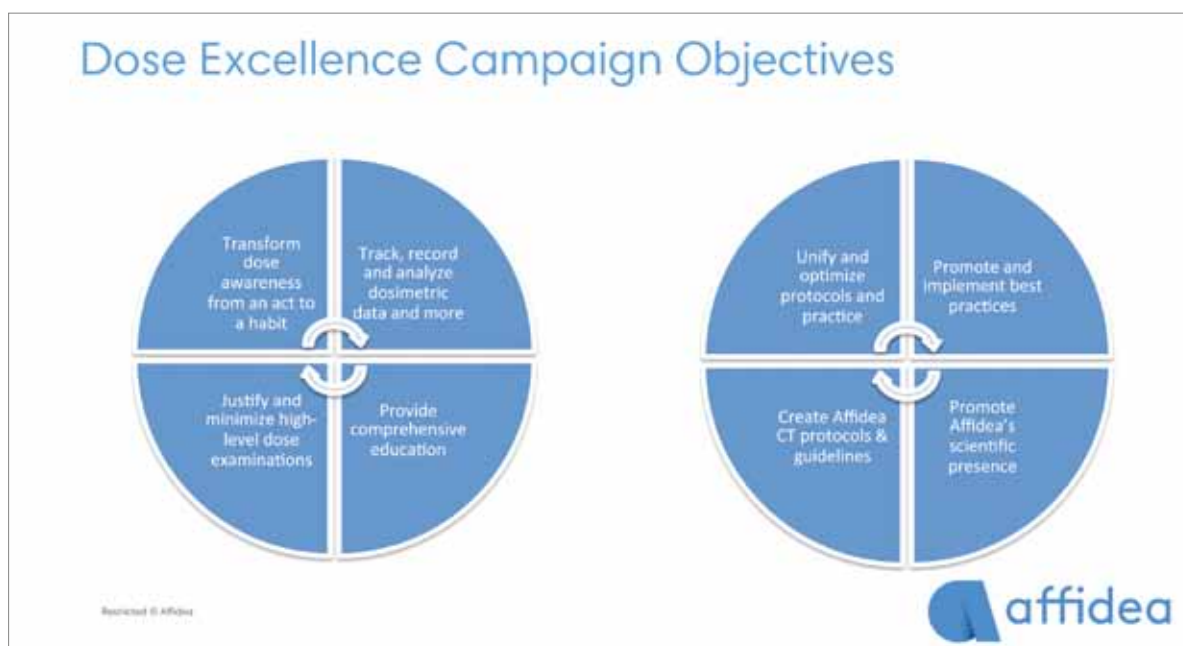 Dose Excellence Campaign Objectives
Transform
dose
awareness
from an act to
a habit
Track, record
and analyze
dosimetric
data and more
Justify and
minimize high-
level dose
examinations
Provide
comprehensive
education
Unify and
optimize
protocols and
practice
Promote and
implement best
practices
Create Affidea
CT protocols &
guidelines
Promote
Affidea's
scientific
presence
Restricted © Affidea
affidea